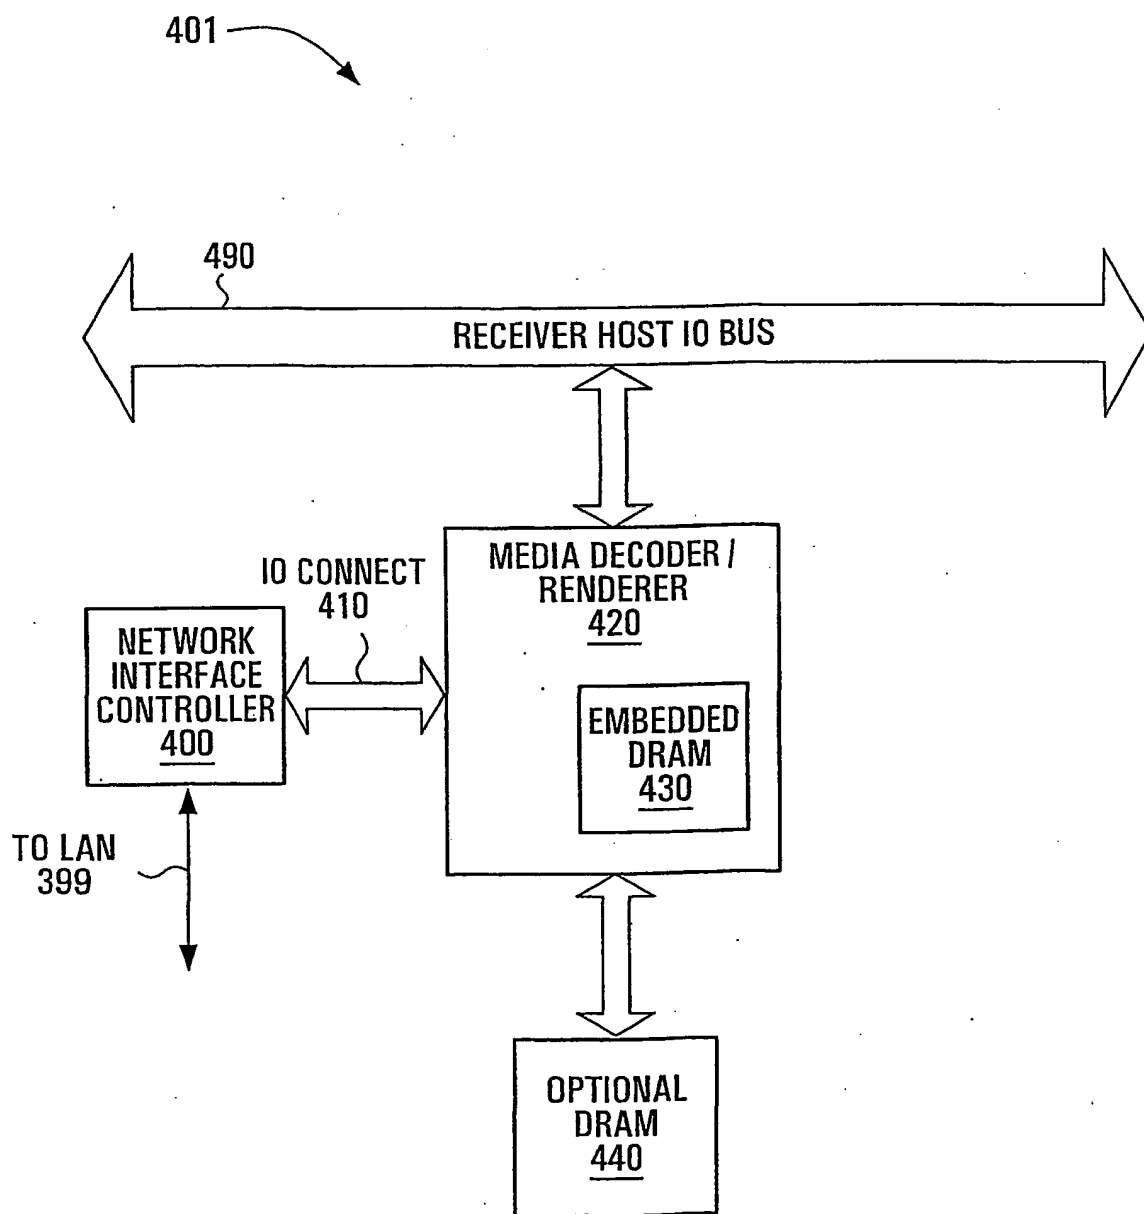 401
490
RECEIVER HOST IO BUS
MEDIA DECODER /
RENDERER
420
IO CONNECT
410
NETWORK
INTERFACE
CONTROLLER
400
EMBEDDED
DRAM
430
TO LAN
399
OPTIONAL
DRAM
440